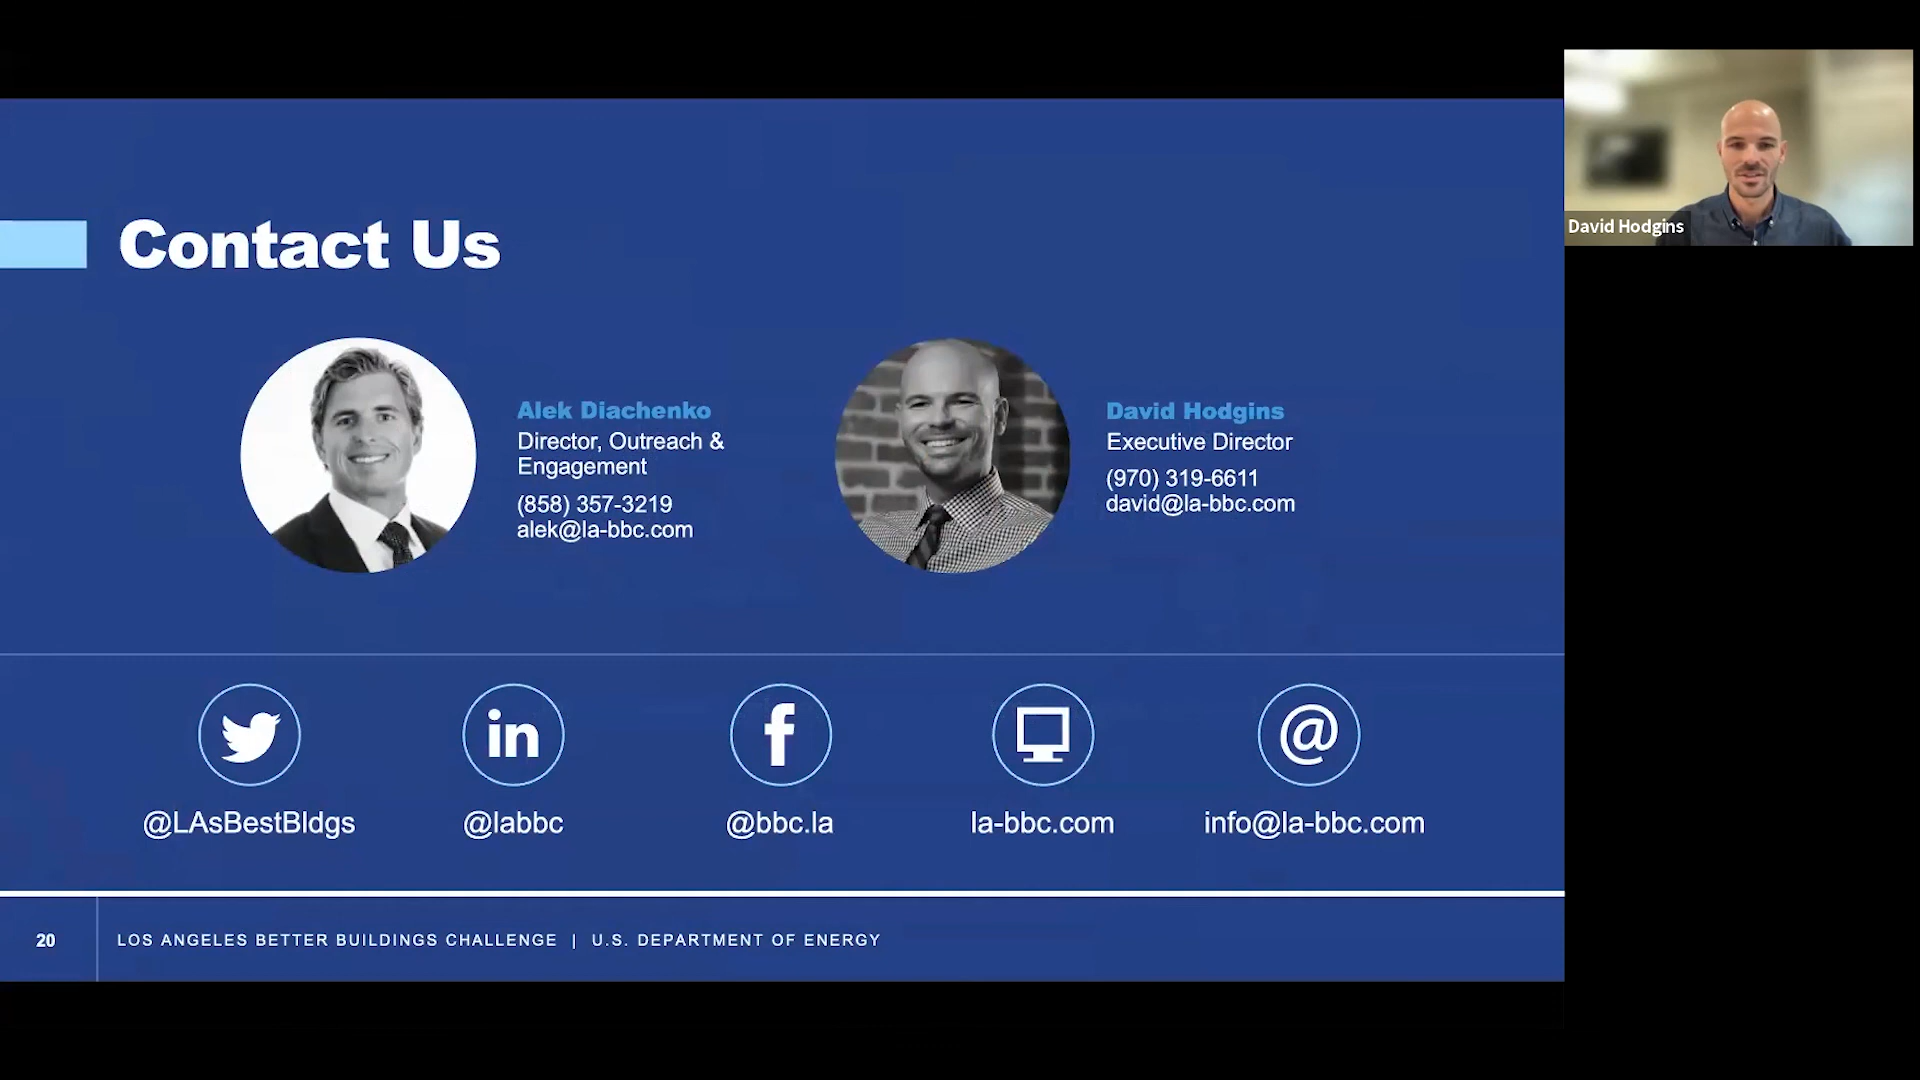 Contact Us
Alek Diachenko
Director, Outreach &
Engagement
(858) 357-3219
alek@la-bbc.com
David Hodgins
Executive Director
(970) 319-6611
david@la-bbc.com
in
f
@
@LAsBestBldgs
@labbc
@bbc.la
la-bbc.com
info@la-bbc.com
20
LOS ANGELES BETTER BUILDINGS CHALLENGE | U.S. DEPARTMENT OF ENERGY
David Hodgins